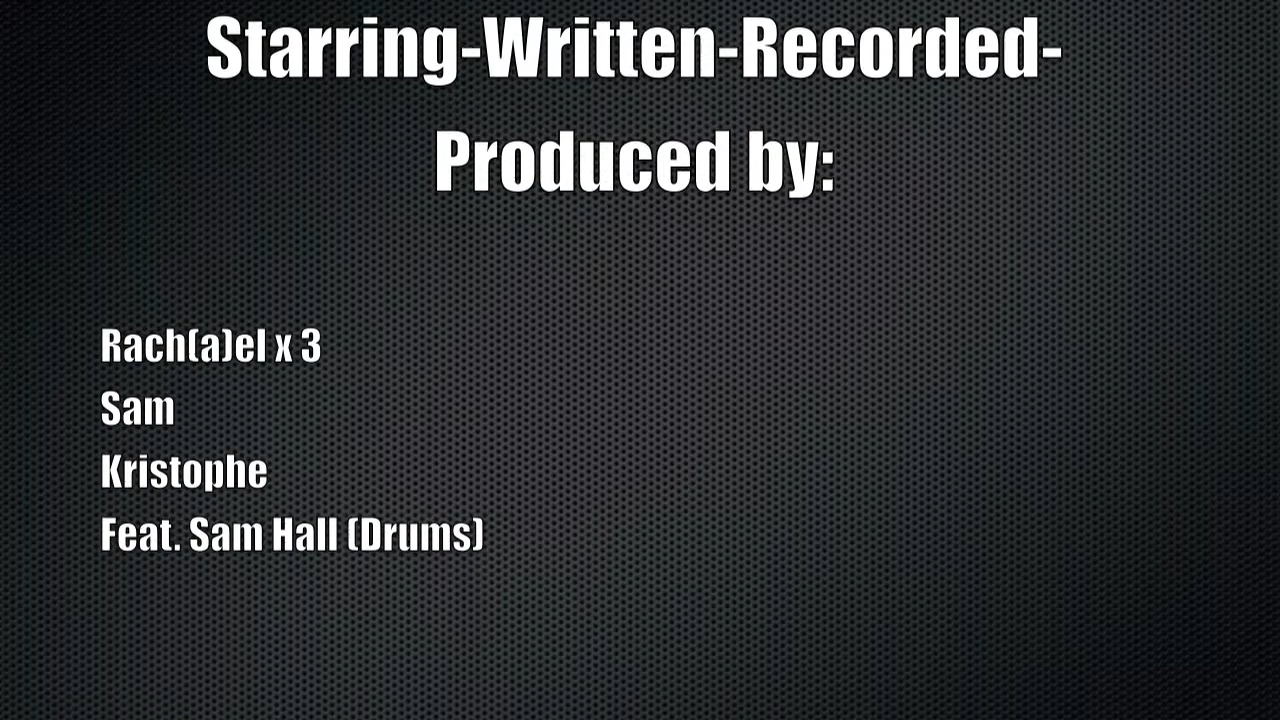 Starring-Written-Recorded-
Produced by:
Rach(a)el x 3
Sam
Kristophe
Feat. Sam Hall (Drums)